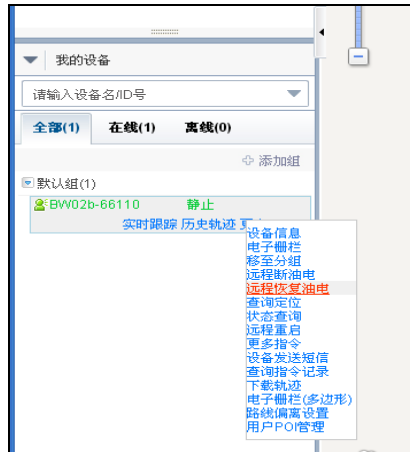 我的设备
请输入设备名/ID号
全部(1) 在线(1) 离线(0)
添加组
默认组(1)
BW02b-66110 静止
实时跟踪 历史轨迹 更
设备信息
电子栅栏
移至分组
远程断油电
远程恢复油电
查询定位
状态查询
远程重启
更多指令
设备发送短信
查询指令记录
下载轨迹
电子栅栏(多边形)
路线偏离设置
用户POI管理